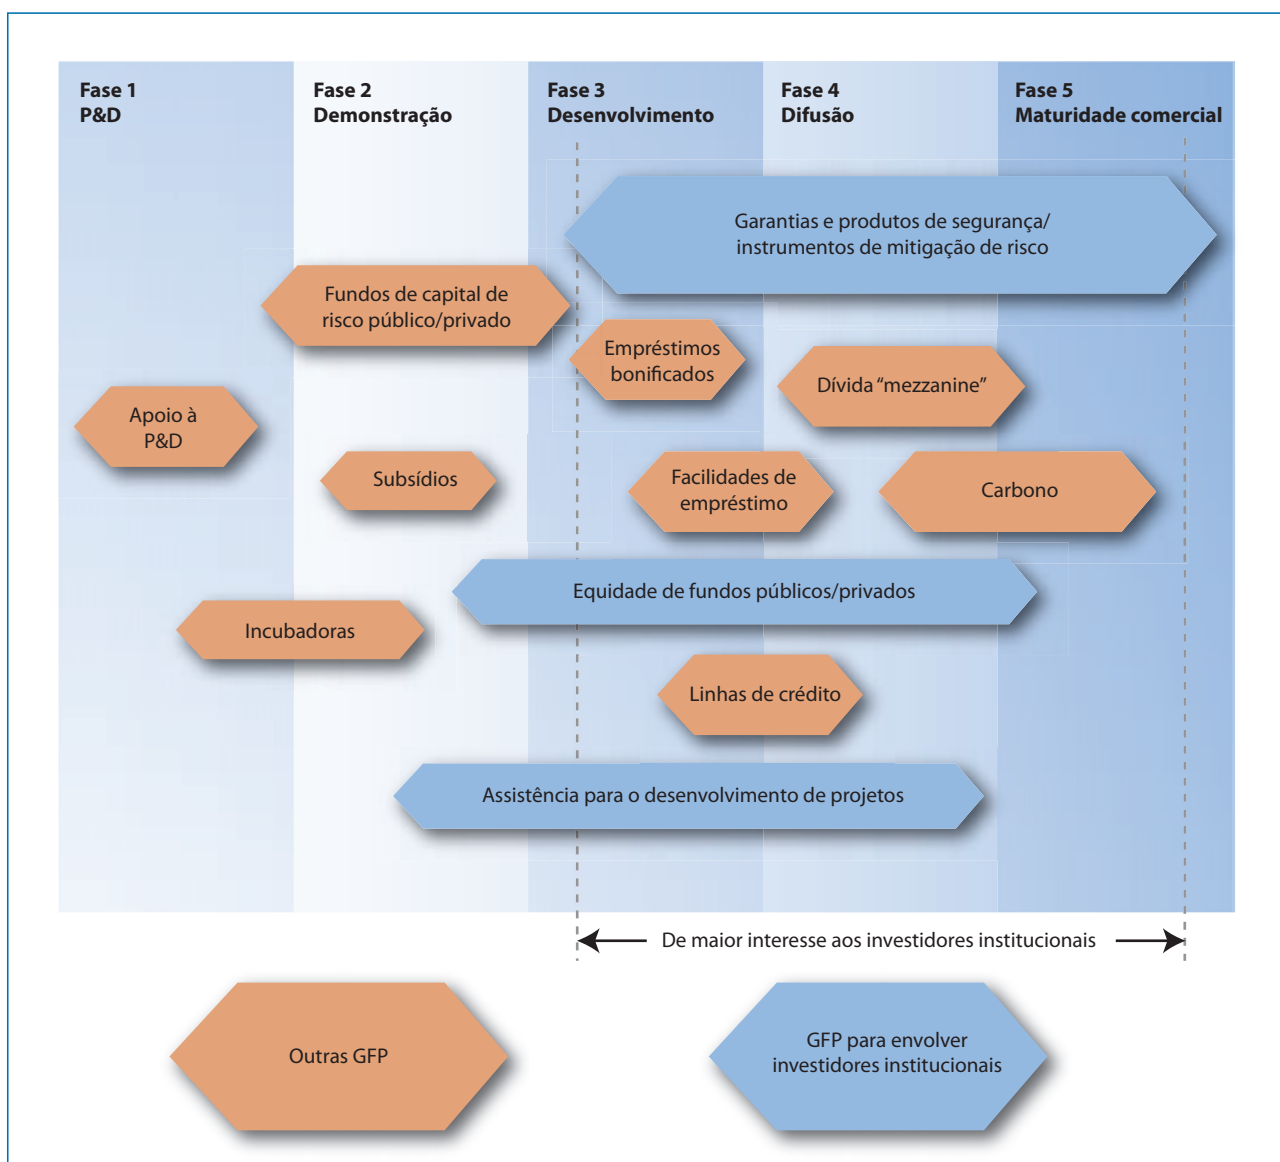 Fase 1
P&D
Fase 2
Demonstração
Fase 3
Desenvolvimento
Fase 4
Difusão
Fase 5
Maturidade comercial
Garantias e produtos de segurança/
instrumentos de mitigação de risco
Fundos de capital de
risco público/privado
Empréstimos
bonificados
Dívida “mezzanine”
Apoio à
P&D
Subsídios
Facilidades de
empréstimo
Carbono
Equidade de fundos públicos/privados
Incubadoras
Linhas de crédito
Assistência para o desenvolvimento de projetos
De maior interesse aos investidores institucionais
Outras GFP
GFP para envolver
investidores institucionais